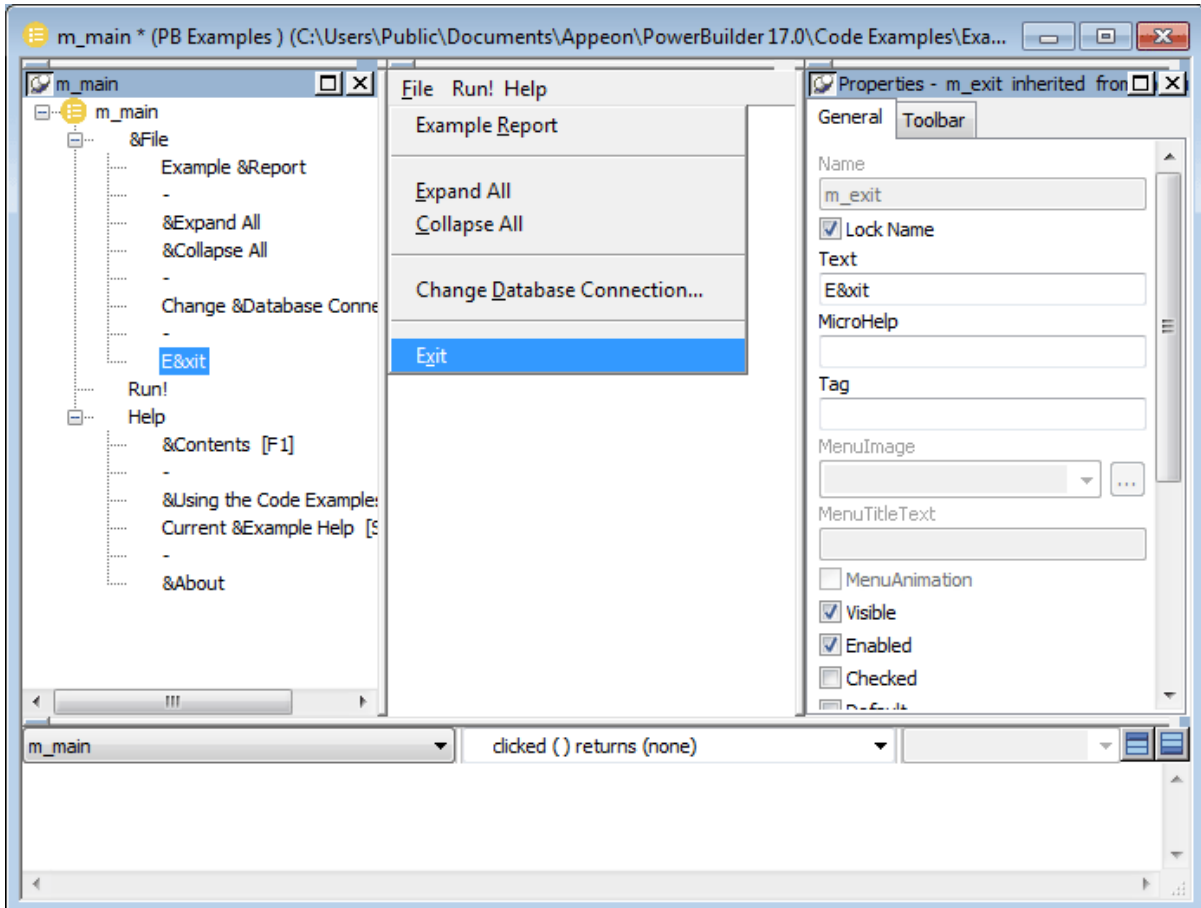 m_main * (PB Examples ) (C:\Users\Public\Documents\Appeon\PowerBuilder 17.0\Code Examples\Exa...
m_main
m_main
&File
Example &Report
-
&Expand All
&Collapse All
-
Change &Database Conne
-
E&xit
Run!
Help
&Contents [F1]
-
&Using the Code Examples
Current &Example Help [S
-
&About
File Run! Help
Example Report
Expand All
Collapse All
Change Database Connection...
Exit
Properties - m_exit inherited from
General Toolbar
Name
m_exit
Lock Name
Text
E&xit
MicroHelp
Tag
MenuImage
...
MenuTitleText
MenuAnimation
Visible
Enabled
Checked
Default
m_main
clicked ( ) returns (none)